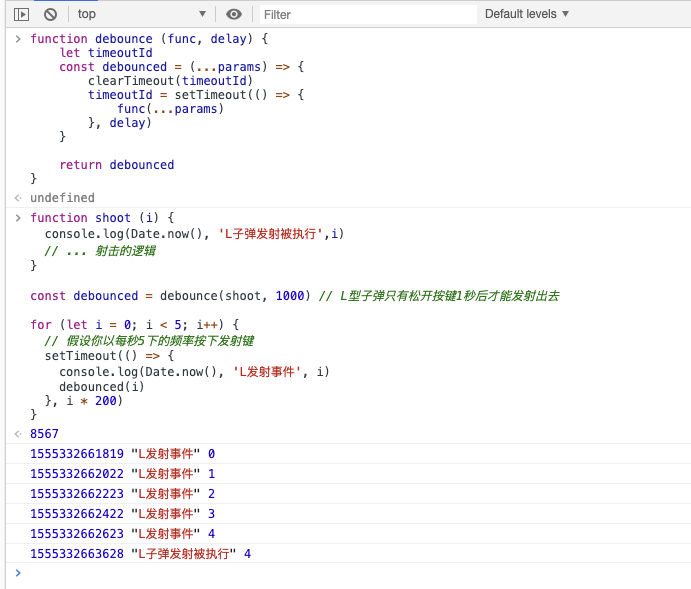 top ▼ Filter Default levels ▼
> function debounce (func, delay) {
    let timeoutId
    const debounced = (...params) => {
        clearTimeout(timeoutId)
        timeoutId = setTimeout(() => {
            func(...params)
        }, delay)
    }

    return debounced
}
undefined
> function shoot (i) {
  console.log(Date.now(), 'L子弹发射被执行',i)
  // ... 射击的逻辑
}

const debounced = debounce(shoot, 1000) // L型子弹只有松开按键1秒后才能发射出去

for (let i = 0; i < 5; i++) {
  // 假设你以每秒5下的频率按下发射键
  setTimeout(() => {
    console.log(Date.now(), 'L发射事件', i)
    debounced(i)
  }, i * 200)
}
8567
1555332661819 "L发射事件" 0
1555332662022 "L发射事件" 1
1555332662223 "L发射事件" 2
1555332662422 "L发射事件" 3
1555332662623 "L发射事件" 4
1555332663628 "L子弹发射被执行" 4
>